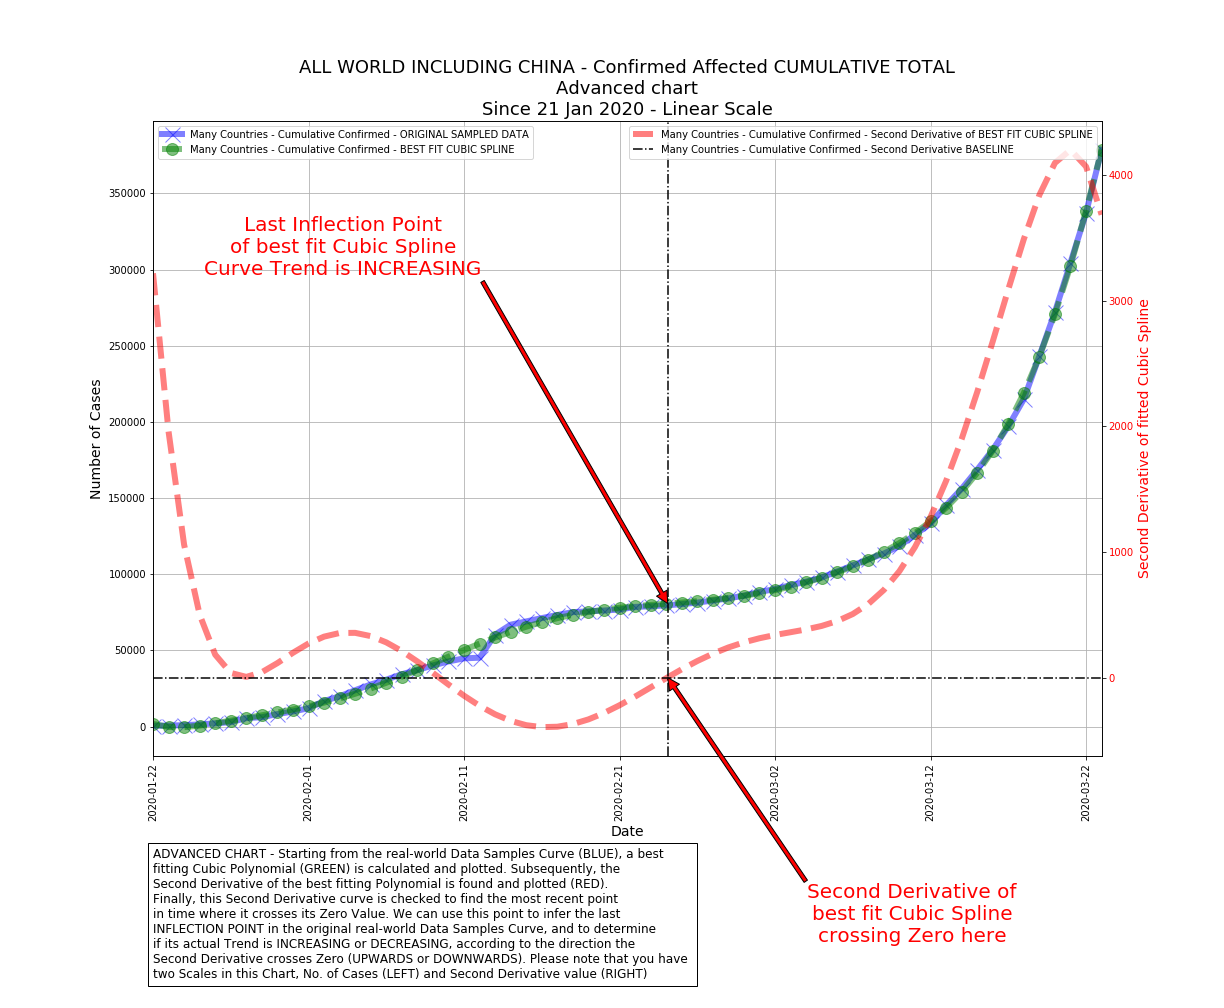 ALL WORLD INCLUDING CHINA - Confirmed Affected CUMULATIVE TOTAL
Advanced chart
Since 21 Jan 2020 - Linear Scale
Many Countries - Cumulative Confirmed - ORIGINAL SAMPLED DATA
Many Countries - Cumulative Confirmed - BEST FIT CUBIC SPLINE
Many Countries - Cumulative Confirmed - Second Derivative of BEST FIT CUBIC SPLINE
Many Countries - Cumulative Confirmed - Second Derivative BASELINE
Last Inflection Point
of best fit Cubic Spline
Curve Trend is INCREASING
Number of Cases
350000
300000
250000
200000
150000
100000
50000
0
4000
3000
2000
1000
0
Second Derivative of fitted Cubic Spline
2020-01-22
2020-02-01
2020-02-11
2020-02-21
2020-03-02
2020-03-12
2020-03-22
Date
ADVANCED CHART - Starting from the real-world Data Samples Curve (BLUE), a best
fitting Cubic Polynomial (GREEN) is calculated and plotted. Subsequently, the
Second Derivative of the best fitting Polynomial is found and plotted (RED).
Finally, this Second Derivative curve is checked to find the most recent point
in time where it crosses its Zero Value. We can use this point to infer the last
INFLECTION POINT in the original real-world Data Samples Curve, and to determine
if its actual Trend is INCREASING or DECREASING, according to the direction the
Second Derivative crosses Zero (UPWARDS or DOWNWARDS). Please note that you have
two Scales in this Chart, No. of Cases (LEFT) and Second Derivative value (RIGHT)
Second Derivative of
best fit Cubic Spline
crossing Zero here